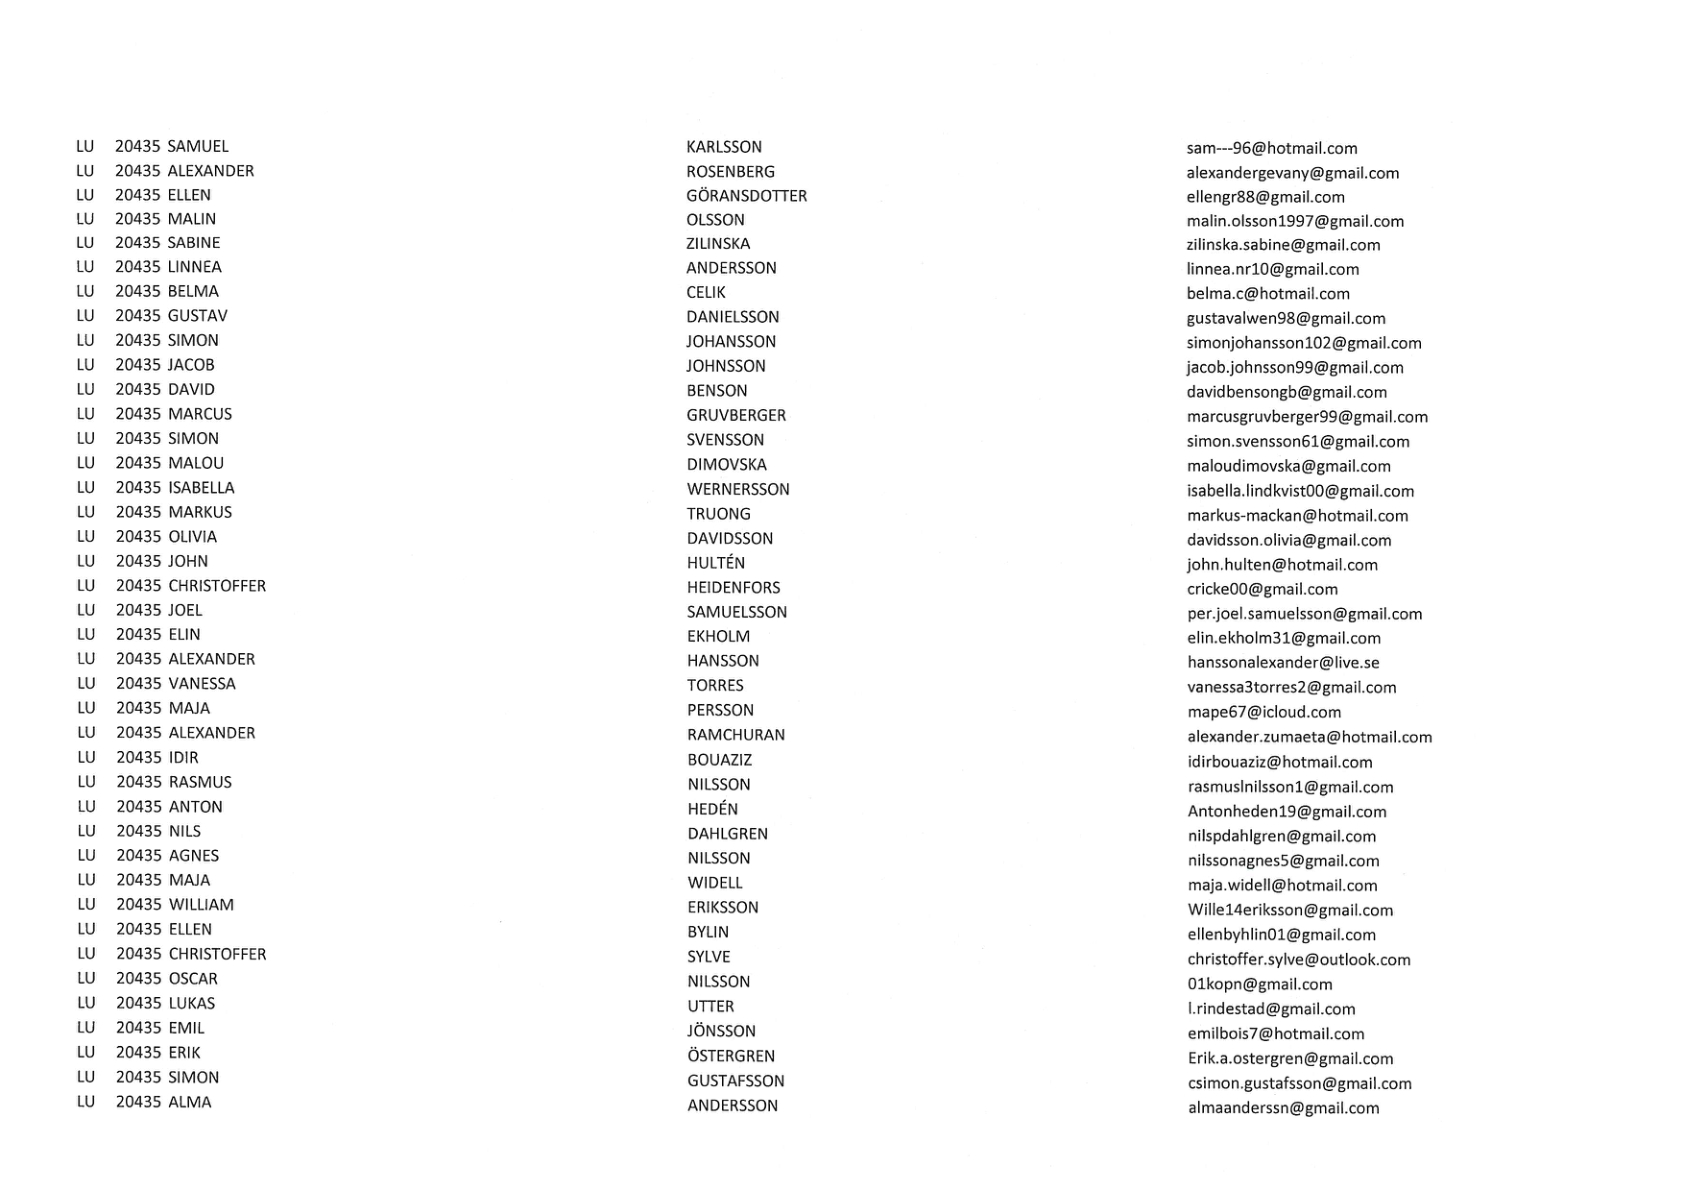 LU 20435 SAMUEL KARLSSON sam---96@hotmail.com
LU 20435 ALEXANDER ROSENBERG alexandergevany@gmail.com
LU 20435 ELLEN GÖRANSDOTTER ellengr88@gmail.com
LU 20435 MALIN OLSSON malin.olsson1997@gmail.com
LU 20435 SABINE ZILINSKA zilinska.sabine@gmail.com
LU 20435 LINNEA ANDERSSON linnea.nr10@gmail.com
LU 20435 BELMA CELIK belma.c@hotmail.com
LU 20435 GUSTAV DANIELSSON gustavalwen98@gmail.com
LU 20435 SIMON JOHANSSON simonjohansson102@gmail.com
LU 20435 JACOB JOHNSSON jacob.johnsson99@gmail.com
LU 20435 DAVID BENSON davidbensongb@gmail.com
LU 20435 MARCUS GRUVBERGER marcusgruvberger99@gmail.com
LU 20435 SIMON SVENSSON simon.svensson61@gmail.com
LU 20435 MALOU DIMOVSKA maloudimovska@gmail.com
LU 20435 ISABELLA WERNERSSON isabella.lindkvist00@gmail.com
LU 20435 MARKUS TRUONG markus-mackan@hotmail.com
LU 20435 OLIVIA DAVIDSSON davidsson.olivia@gmail.com
LU 20435 JOHN HULTÉN john.hulten@hotmail.com
LU 20435 CHRISTOFFER HEIDENFORS cricke00@gmail.com
LU 20435 JOEL SAMUELSSON per.joel.samuelsson@gmail.com
LU 20435 ELIN EKHOLM elin.ekholm31@gmail.com
LU 20435 ALEXANDER HANSSON hanssonalexander@live.se
LU 20435 VANESSA TORRES vanessa3torres2@gmail.com
LU 20435 MAJA PERSSON mape67@icloud.com
LU 20435 ALEXANDER RAMCHURAN alexander.zumaeta@hotmail.com
LU 20435 IDIR BOUAZIZ idirbouaziz@hotmail.com
LU 20435 RASMUS NILSSON rasmuslnilsson1@gmail.com
LU 20435 ANTON HEDÉN Antonheden19@gmail.com
LU 20435 NILS DAHLGREN nilspdahlgren@gmail.com
LU 20435 AGNES NILSSON nilssonagnes5@gmail.com
LU 20435 MAJA WIDELL maja.widell@hotmail.com
LU 20435 WILLIAM ERIKSSON Wille14eriksson@gmail.com
LU 20435 ELLEN BYLIN ellenbyhlin01@gmail.com
LU 20435 CHRISTOFFER SYLVE christoffer.sylve@outlook.com
LU 20435 OSCAR NILSSON 01kopn@gmail.com
LU 20435 LUKAS UTTER l.rindestad@gmail.com
LU 20435 EMIL JÖNSSON emilbois7@hotmail.com
LU 20435 ERIK ÖSTERGREN Erik.a.ostergren@gmail.com
LU 20435 SIMON GUSTAFSSON csimon.gustafsson@gmail.com
LU 20435 ALMA ANDERSSON almaanderssn@gmail.com